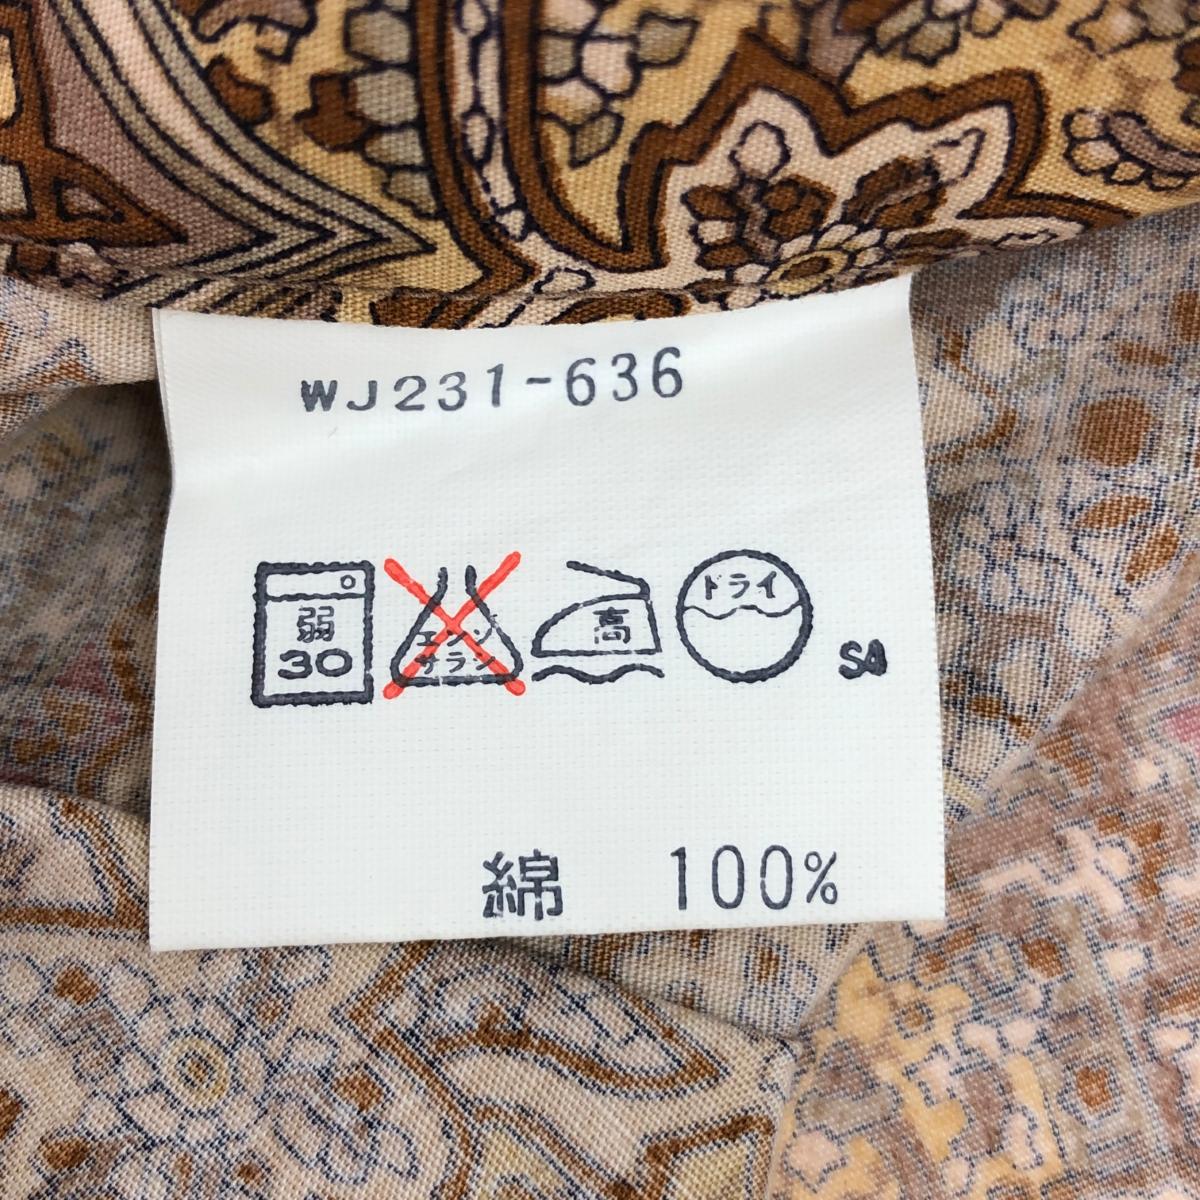 WJ231-636
弱
30
エンソ
サラシ
高
ドライ
SA
綿 100%